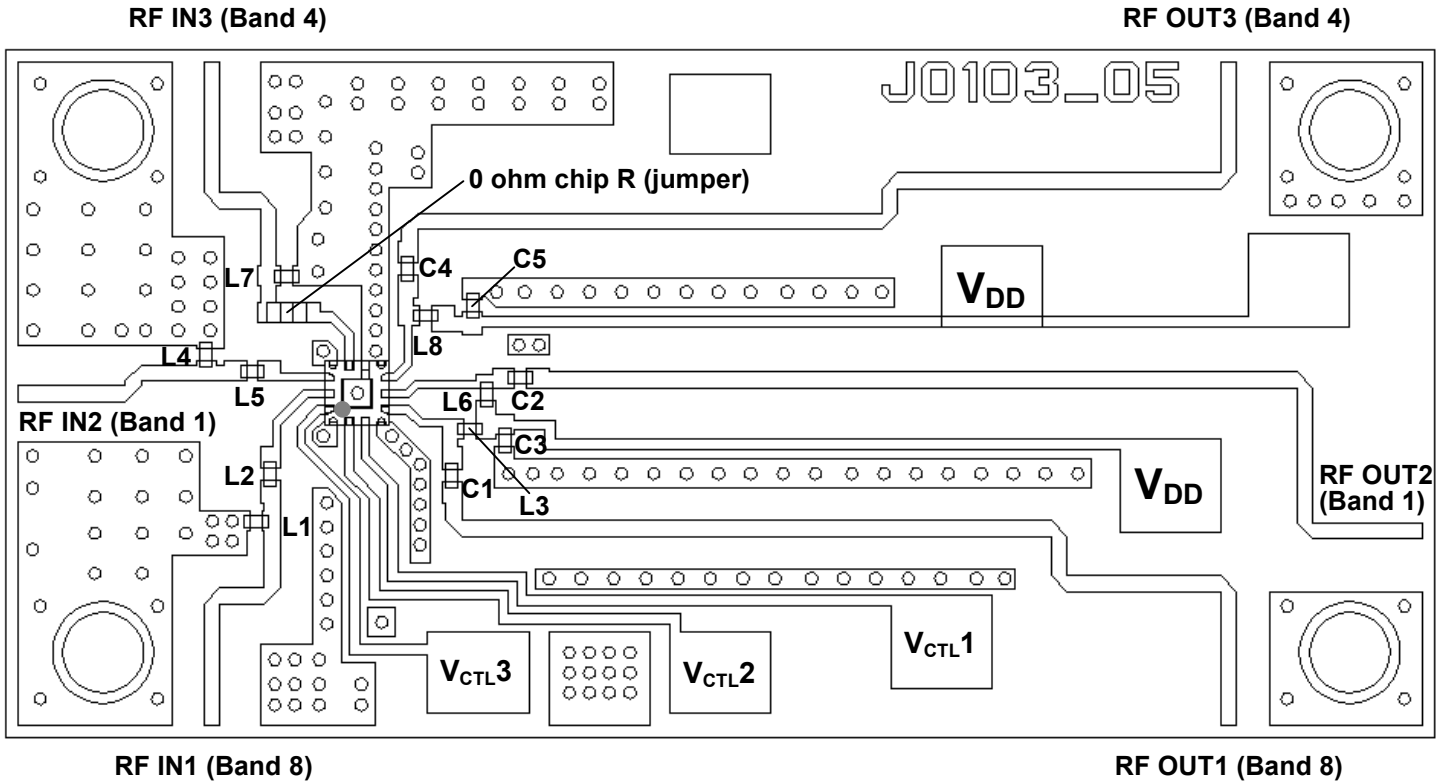 RF IN3 (Band 4)
RF OUT3 (Band 4)
J0103_05
0 ohm chip R (jumper)
L7
C4
C5
VDD
L8
L4
L5
L6
C2
RF IN2 (Band 1)
C3
L2
C1
L3
VDD
RF OUT2
(Band 1)
L1
VCTL3
VCTL2
VCTL1
RF IN1 (Band 8)
RF OUT1 (Band 8)